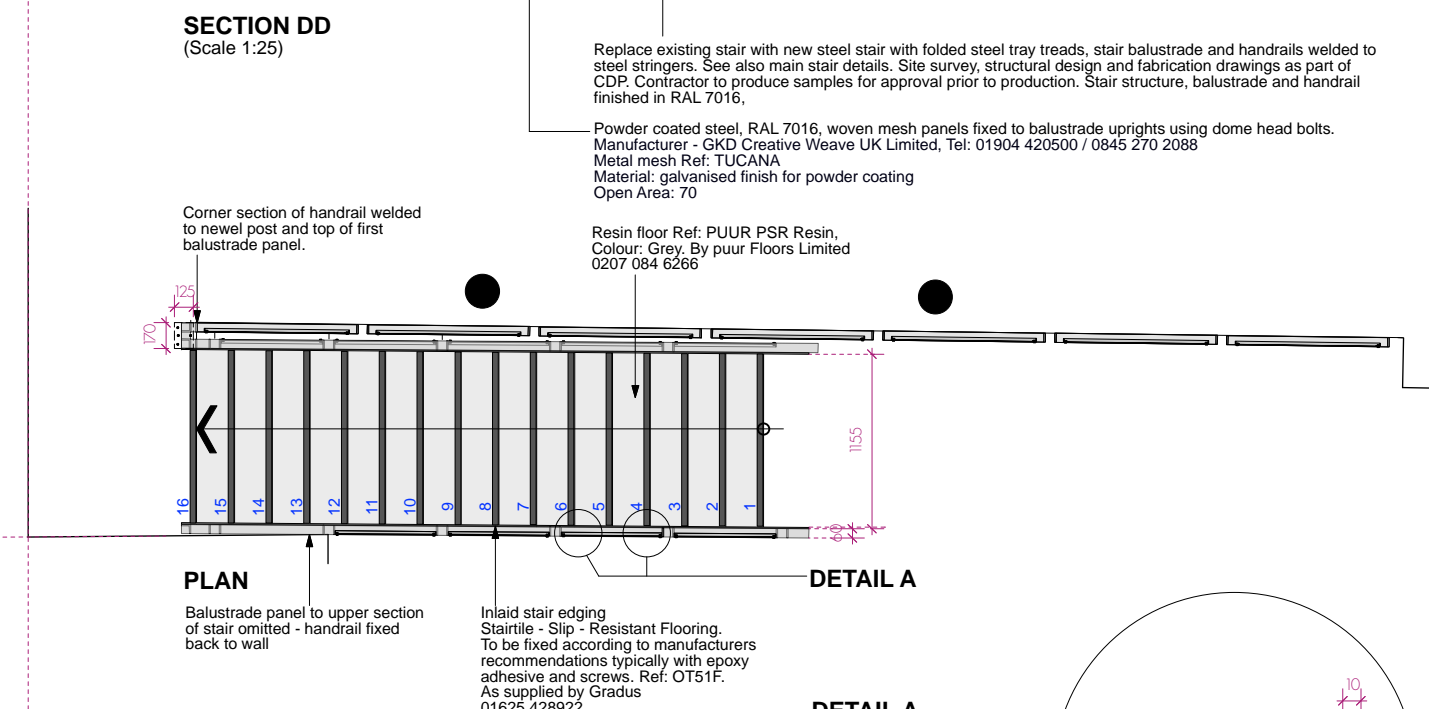 SECTION DD
(Scale 1:25)
Replace existing stair with new steel stair with folded steel tray treads, stair balustrade and handrails welded to
steel stringers. See also main stair details. Site survey, structural design and fabrication drawings as part of
CDP. Contractor to produce samples for approval prior to production. Stair structure, balustrade and handrail
finished in RAL 7016,
Powder coated steel, RAL 7016, woven mesh panels fixed to balustrade uprights using dome head bolts.
Manufacturer - GKD Creative Weave UK Limited, Tel: 01904 420500 / 0845 270 2088
Metal mesh Ref: TUCANA
Material: galvanised finish for powder coating
Open Area: 70
Corner section of handrail welded
to newel post and top of first
balustrade panel.
Resin floor Ref: PUUR PSR Resin,
Colour: Grey. By puur Floors Limited
0207 084 6266
125
170
1155
16
15
14
13
12
11
10
9
8
7
6
5
4
3
2
1
60
PLAN
DETAIL A
Balustrade panel to upper section
of stair omitted - handrail fixed
back to wall
Inlaid stair edging
Stairtile - Slip - Resistant Flooring.
To be fixed according to manufacturers
recommendations typically with epoxy
adhesive and screws. Ref: OT51F.
As supplied by Gradus
01625 428922
DETAIL A
10